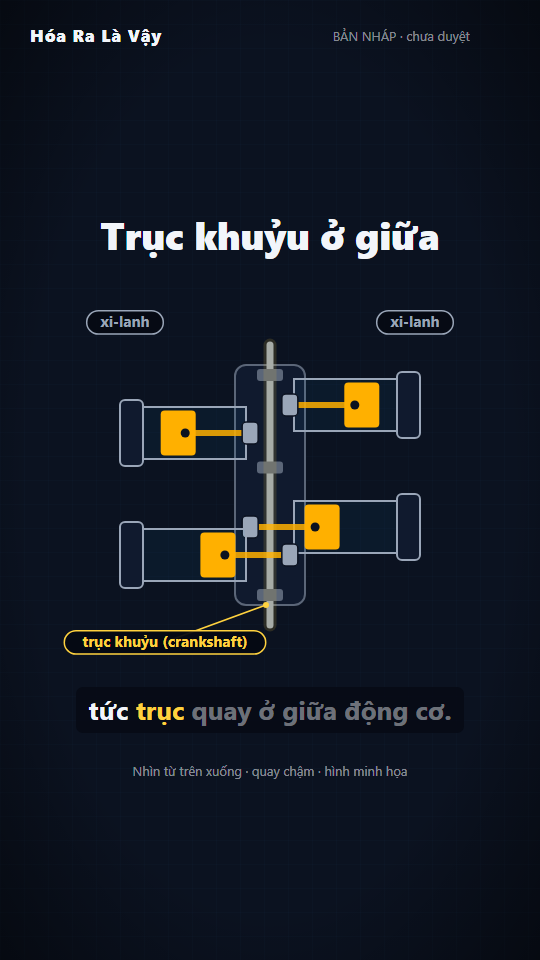 Hóa Ra Là Vậy
BẢN NHÁP · chưa duyệt
Trục khuỷu ở giữa
xi-lanh
xi-lanh
trục khuỷu (crankshaft)
tức trục quay ở giữa động cơ.
Nhìn từ trên xuống · quay chậm · hình minh họa